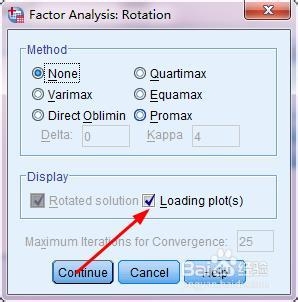 Factor Analysis: Rotation
Method
None
Quartimax
Varimax
Equamax
Direct Oblimin
Promax
Delta: 0
Kappa 4
Display
Rotated solution
Loading plot(s)
Maximum Iterations for Convergence: 25
Continue
Cancel
Help